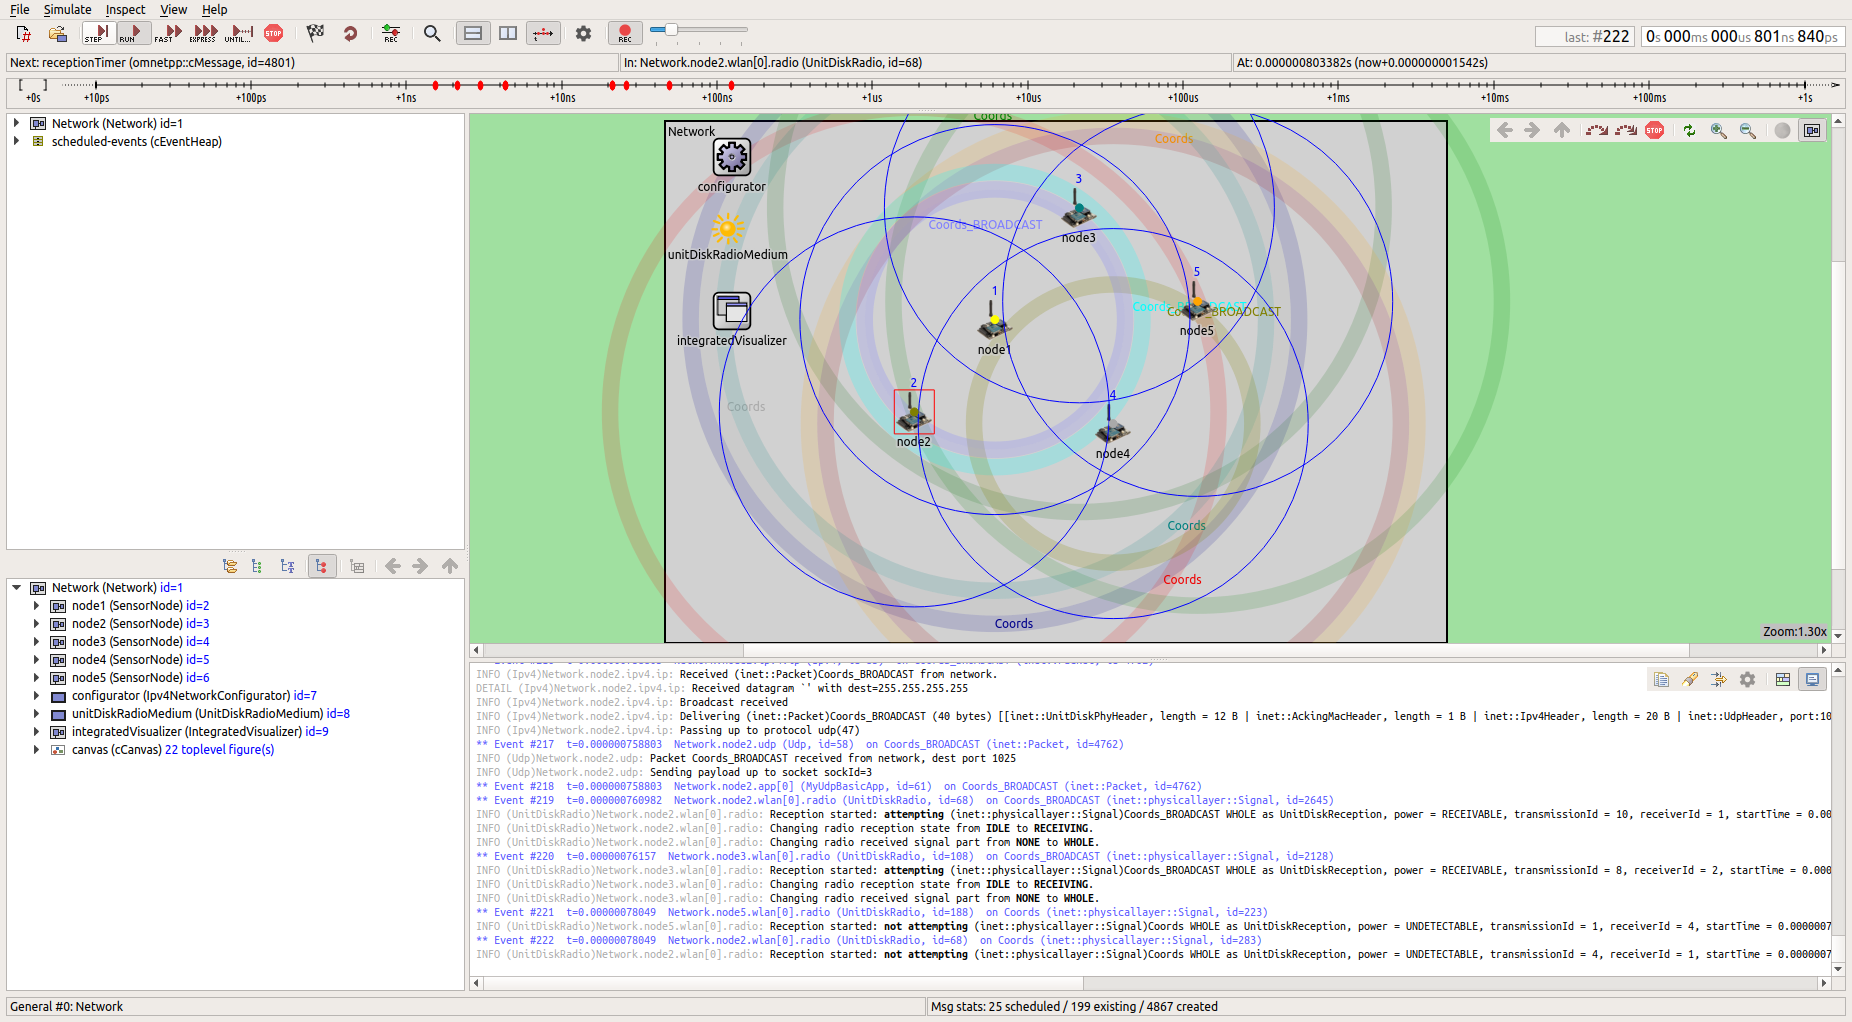 File Simulate Inspect View Help
STEP RUN FAST EXPRESS UNTIL... STOP REC REC
last: #222 0s 000ms 000us 801ns 840ps
Next: receptionTimer (omnetpp::cMessage, id=4801) In: Network.node2.wlan[0].radio (UnitDiskRadio, id=68) At: 0.000000803382s (now+0.000000001542s)
+0s +10ps +100ps +1ns +10ns +100ns +1us +10us +100us +1ms +10ms +100ms +1s
Network (Network) id=1
scheduled-events (cEventHeap)
Network (Network) id=1
node1 (SensorNode) id=2
node2 (SensorNode) id=3
node3 (SensorNode) id=4
node4 (SensorNode) id=5
node5 (SensorNode) id=6
configurator (Ipv4NetworkConfigurator) id=7
unitDiskRadioMedium (UnitDiskRadioMedium) id=8
integratedVisualizer (IntegratedVisualizer) id=9
canvas (cCanvas) 22 toplevel figure(s)
Coords
Network
STOP
Coords
configurator
3
Coords_BROADCAST
node3
unitDiskRadioMedium
5
1
Coords_BROADCAST
node5
integratedVisualizer
node1
2
4
Coords
node2
node4
Coords
Coords
Coords
Zoom:1.30x
INFO (Ipv4)Network.node2.ipv4.ip: Received (inet::Packet)Coords_BROADCAST from network.
DETAIL (Ipv4)Network.node2.ipv4.ip: Received datagram `' with dest=255.255.255.255
INFO (Ipv4)Network.node2.ipv4.ip: Broadcast received
INFO (Ipv4)Network.node2.ipv4.ip: Delivering (inet::Packet)Coords_BROADCAST (40 bytes) [[inet::UnitDiskPhyHeader, length = 12 B | inet::AckingMacHeader, length = 1 B | inet::Ipv4Header, length = 20 B | inet::UdpHeader, port:10
INFO (Ipv4)Network.node2.ipv4.ip: Passing up to protocol udp(47)
** Event #217 t=0.000000758803 Network.node2.udp (Udp, id=58) on Coords_BROADCAST (inet::Packet, id=4762)
INFO (Udp)Network.node2.udp: Packet Coords_BROADCAST received from network, dest port 1025
INFO (Udp)Network.node2.udp: Sending payload up to socket sockId=3
** Event #218 t=0.000000758803 Network.node2.app[0] (MyUdpBasicApp, id=61) on Coords_BROADCAST (inet::Packet, id=4762)
** Event #219 t=0.000000760982 Network.node2.wlan[0].radio (UnitDiskRadio, id=68) on Coords_BROADCAST (inet::physicallayer::Signal, id=2645)
INFO (UnitDiskRadio)Network.node2.wlan[0].radio: Reception started: attempting (inet::physicallayer::Signal)Coords_BROADCAST WHOLE as UnitDiskReception, power = RECEIVABLE, transmissionId = 10, receiverId = 1, startTime = 0.00
INFO (UnitDiskRadio)Network.node2.wlan[0].radio: Changing radio reception state from IDLE to RECEIVING.
INFO (UnitDiskRadio)Network.node2.wlan[0].radio: Changing radio received signal part from NONE to WHOLE.
** Event #220 t=0.00000076157 Network.node3.wlan[0].radio (UnitDiskRadio, id=108) on Coords_BROADCAST (inet::physicallayer::Signal, id=2128)
INFO (UnitDiskRadio)Network.node3.wlan[0].radio: Reception started: attempting (inet::physicallayer::Signal)Coords_BROADCAST WHOLE as UnitDiskReception, power = RECEIVABLE, transmissionId = 8, receiverId = 2, startTime = 0.000
INFO (UnitDiskRadio)Network.node3.wlan[0].radio: Changing radio reception state from IDLE to RECEIVING.
INFO (UnitDiskRadio)Network.node3.wlan[0].radio: Changing radio received signal part from NONE to WHOLE.
** Event #221 t=0.00000078049 Network.node5.wlan[0].radio (UnitDiskRadio, id=188) on Coords (inet::physicallayer::Signal, id=223)
INFO (UnitDiskRadio)Network.node5.wlan[0].radio: Reception started: not attempting (inet::physicallayer::Signal)Coords WHOLE as UnitDiskReception, power = UNDETECTABLE, transmissionId = 1, receiverId = 4, startTime = 0.0000007
** Event #222 t=0.00000078049 Network.node2.wlan[0].radio (UnitDiskRadio, id=68) on Coords (inet::physicallayer::Signal, id=283)
INFO (UnitDiskRadio)Network.node2.wlan[0].radio: Reception started: not attempting (inet::physicallayer::Signal)Coords WHOLE as UnitDiskReception, power = UNDETECTABLE, transmissionId = 4, receiverId = 1, startTime = 0.0000007
General #0: Network Msg stats: 25 scheduled / 199 existing / 4867 created